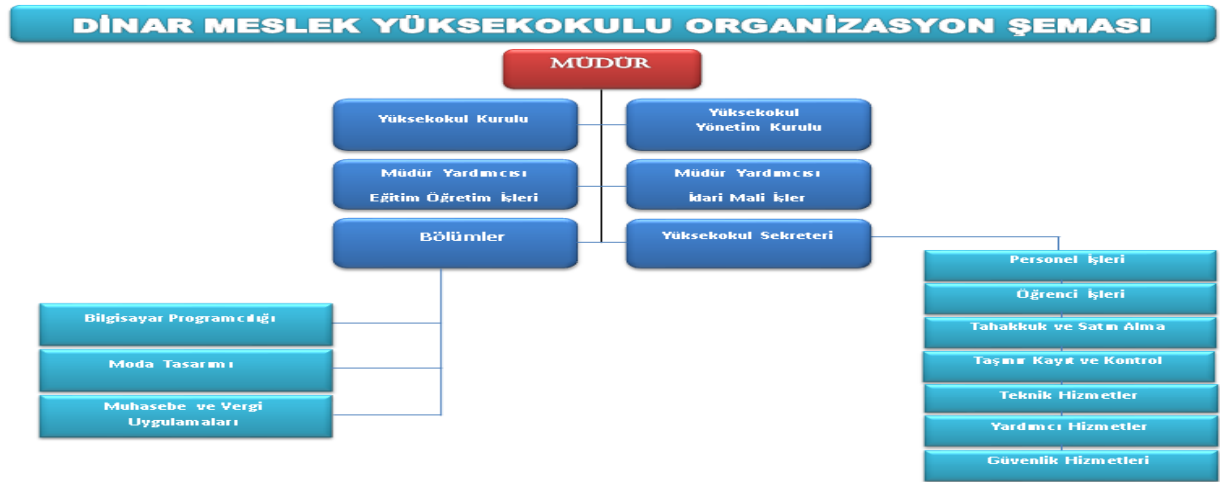 DİNAR MESLEK YÜKSEKOKULU ORGANİZASYON ŞEMASI
MÜDÜR
Yüksekokul Kurulu
Yüksekokul
Yönetim Kurulu
Müdür Yardımcısı
Eğitim Öğretim İşleri
Müdür Yardımcısı
İdari Mali İşler
Bölümler
Yüksekokul Sekreteri
Bilgisayar Programcılığı
Moda Tasarımı
Muhasebe ve Vergi
Uygulamaları
Personel İşleri
Öğrenci İşleri
Tahakkuk ve Satın Alma
Taşınır Kayıt ve Kontrol
Teknik Hizmetler
Yardımcı Hizmetler
Güvenlik Hizmetleri